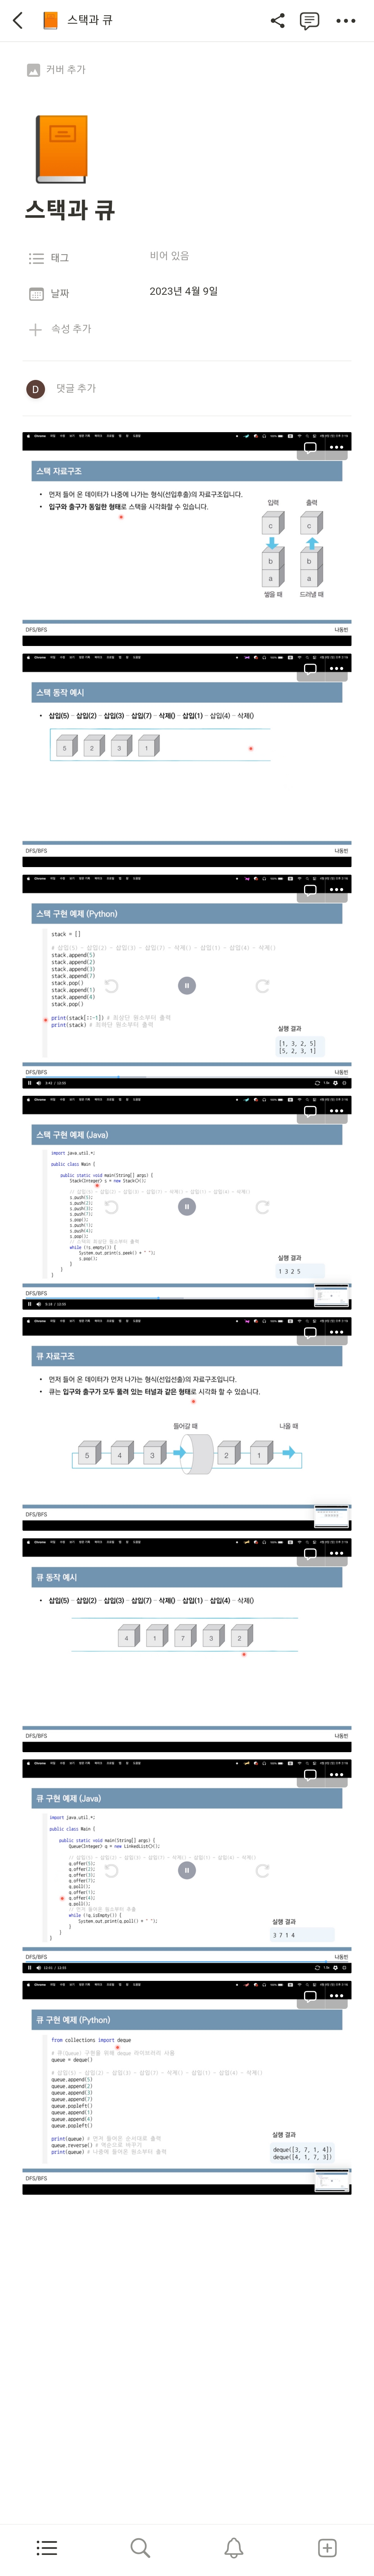 스택과 큐
커버 추가
스택과 큐
태그
비어 있음
날짜
2023년 4월 9일
속성 추가
D
댓글 추가
스택 자료구조
• 먼저 들어 온 데이터가 나중에 나가는 형식(선입후출)의 자료구조입니다.
• 입구와 출구가 동일한 형태로 스택을 시각화할 수 있습니다.
입력
출력
c
c
b
b
a
a
쌓을 때
드러낼 때
DFS/BFS
나동빈
스택 동작 예시
• 삽입(5) – 삽입(2) – 삽입(3) – 삽입(7) – 삭제() – 삽입(1) – 삽입(4) – 삭제()
5
2
3
1
DFS/BFS
나동빈
스택 구현 예제 (Python)
stack = []
# 삽입(5) - 삽입(2) - 삽입(3) - 삽입(7) - 삭제() - 삽입(1) - 삽입(4) - 삭제()
stack.append(5)
stack.append(2)
stack.append(3)
stack.append(7)
stack.pop()
stack.append(1)
stack.append(4)
stack.pop()
print(stack[::-1]) # 최상단 원소부터 출력
print(stack) # 최하단 원소부터 출력
실행 결과
[1, 3, 2, 5]
[5, 2, 3, 1]
DFS/BFS
나동빈
스택 구현 예제 (Java)
import java.util.*;
public class Main {
public static void main(String[] args) {
Stack<Integer> s = new Stack<>();
// 삽입(5) - 삽입(2) - 삽입(3) - 삽입(7) - 삭제() - 삽입(1) - 삽입(4) - 삭제()
s.push(5);
s.push(2);
s.push(3);
s.push(7);
s.pop();
s.push(1);
s.push(4);
s.pop();
// 스택의 최상단 원소부터 출력
while (!s.empty()) {
System.out.print(s.peek() + " ");
s.pop();
}
}
}
실행 결과
1 3 2 5
DFS/BFS
큐 자료구조
• 먼저 들어 온 데이터가 먼저 나가는 형식(선입선출)의 자료구조입니다.
• 큐는 입구와 출구가 모두 뚫려 있는 터널과 같은 형태로 시각화 할 수 있습니다.
들어갈 때
나올 때
5
4
3
2
1
DFS/BFS
큐 동작 예시
• 삽입(5) – 삽입(2) – 삽입(3) – 삽입(7) – 삭제() – 삽입(1) – 삽입(4) – 삭제()
4
1
7
3
2
DFS/BFS
나동빈
큐 구현 예제 (Java)
import java.util.*;
public class Main {
public static void main(String[] args) {
Queue<Integer> q = new LinkedList<>();
// 삽입(5) - 삽입(2) - 삽입(3) - 삽입(7) - 삭제() - 삽입(1) - 삽입(4) - 삭제()
q.offer(5);
q.offer(2);
q.offer(3);
q.offer(7);
q.poll();
q.offer(1);
q.offer(4);
q.poll();
// 먼저 들어온 원소부터 추출
while (!q.isEmpty()) {
System.out.print(q.poll() + " ");
}
}
}
실행 결과
3 7 1 4
DFS/BFS
나동빈
큐 구현 예제 (Python)
from collections import deque
# 큐(Queue) 구현을 위해 deque 라이브러리 사용
queue = deque()
# 삽입(5) - 삽입(2) - 삽입(3) - 삽입(7) - 삭제() - 삽입(1) - 삽입(4) - 삭제()
queue.append(5)
queue.append(2)
queue.append(3)
queue.append(7)
queue.popleft()
queue.append(1)
queue.append(4)
queue.popleft()
print(queue) # 먼저 들어온 순서대로 출력
queue.reverse() # 역순으로 바꾸기
print(queue) # 나중에 들어온 원소부터 출력
실행 결과
deque([3, 7, 1, 4])
deque([4, 1, 7, 3])
DFS/BFS